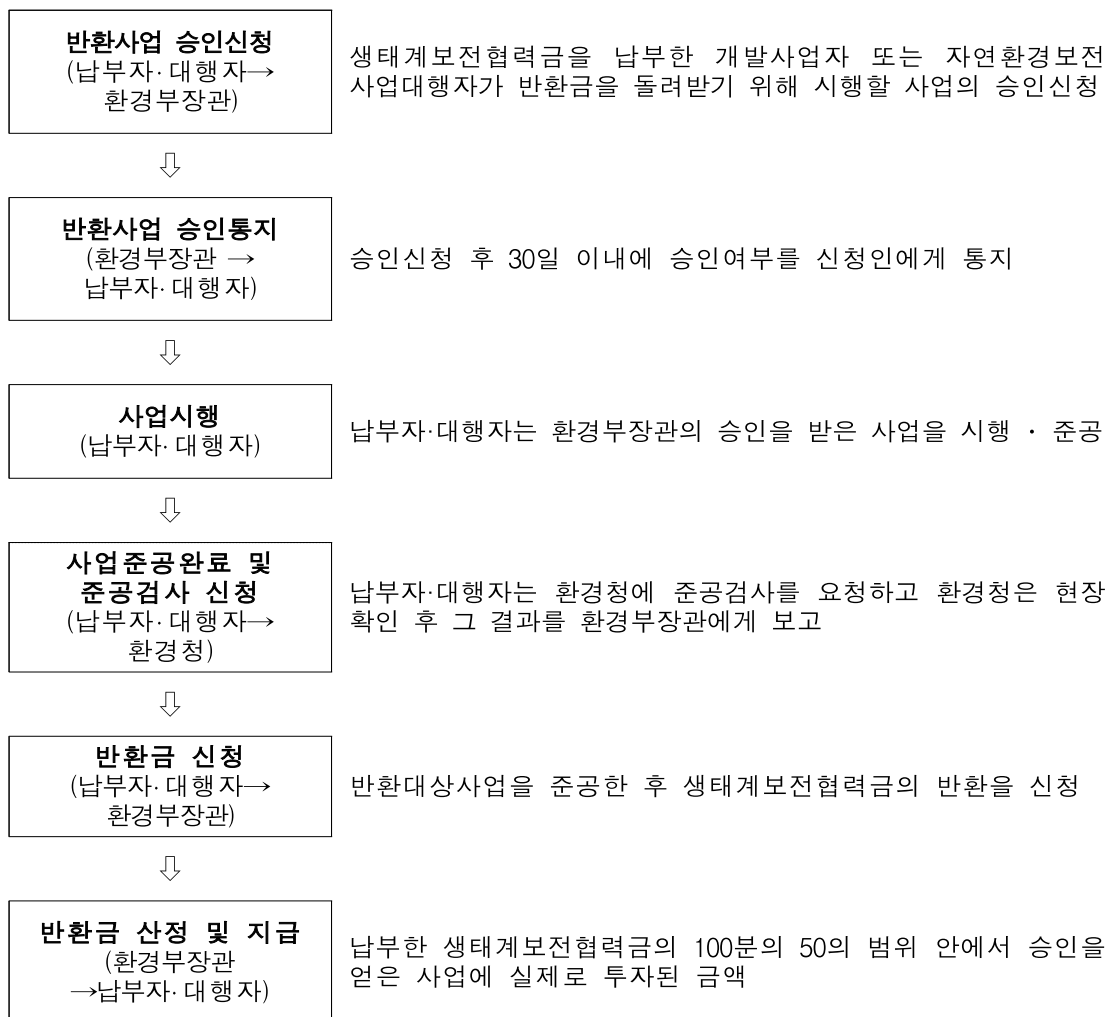 반환사업 승인신청
(납부자·대행자→
환경부장관)
생태계보전협력금을 납부한 개발사업자 또는 자연환경보전
사업대행자가 반환금을 돌려받기 위해 시행할 사업의 승인신청
⇩
반환사업 승인통지
(환경부장관 →
납부자·대행자)
승인신청 후 30일 이내에 승인여부를 신청인에게 통지
⇩
사업시행
(납부자·대행자)
납부자·대행자는 환경부장관의 승인을 받은 사업을 시행 · 준공
⇩
사업준공완료 및
준공검사 신청
(납부자·대행자→
환경청)
납부자·대행자는 환경청에 준공검사를 요청하고 환경청은 현장
확인 후 그 결과를 환경부장관에게 보고
⇩
반환금 신청
(납부자·대행자→
환경부장관)
반환대상사업을 준공한 후 생태계보전협력금의 반환을 신청
⇩
반환금 산정 및 지급
(환경부장관
→납부자·대행자)
납부한 생태계보전협력금의 100분의 50의 범위 안에서 승인을
얻은 사업에 실제로 투자된 금액